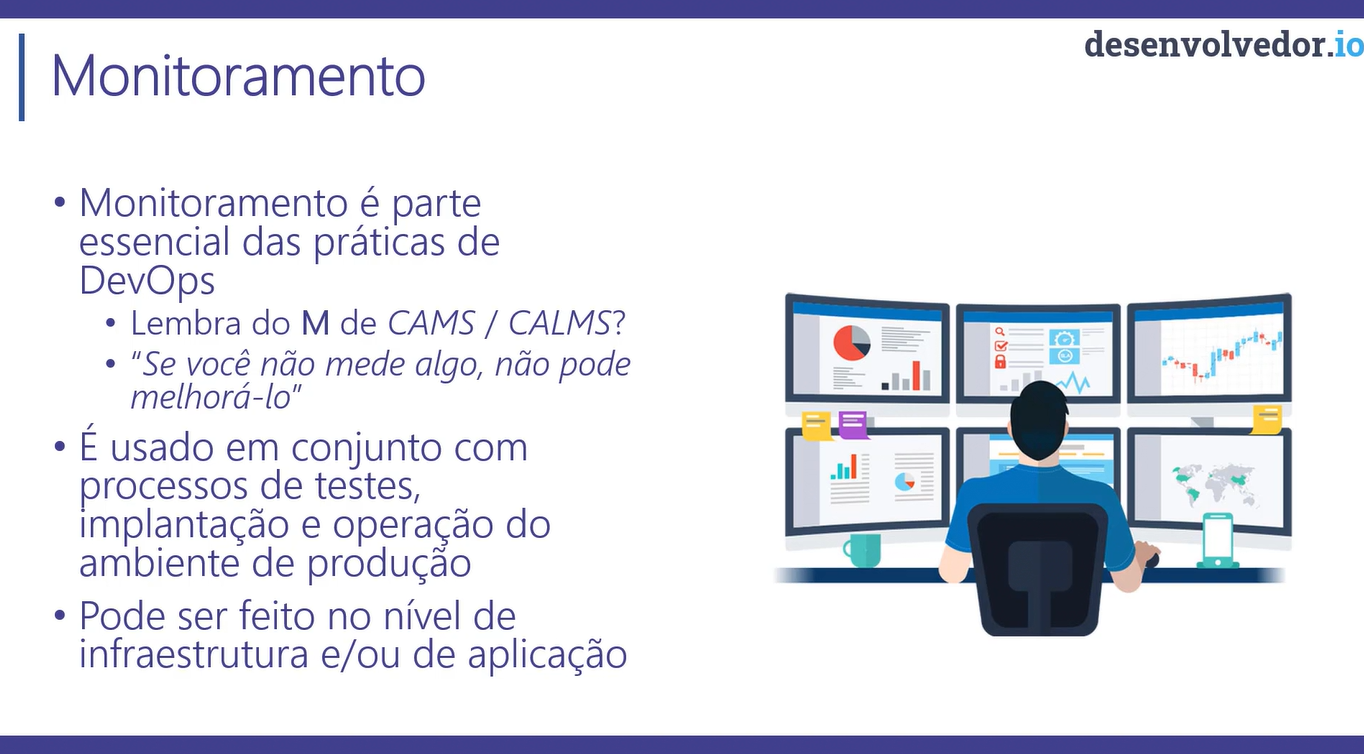 desenvolvedor.io
Monitoramento
• Monitoramento é parte
essencial das práticas de
DevOps
• Lembra do M de CAMS / CALMS?
• “Se você não mede algo, não pode
melhorá-lo”
• É usado em conjunto com
processos de testes,
implantação e operação do
ambiente de produção
• Pode ser feito no nível de
infraestrutura e/ou de aplicação